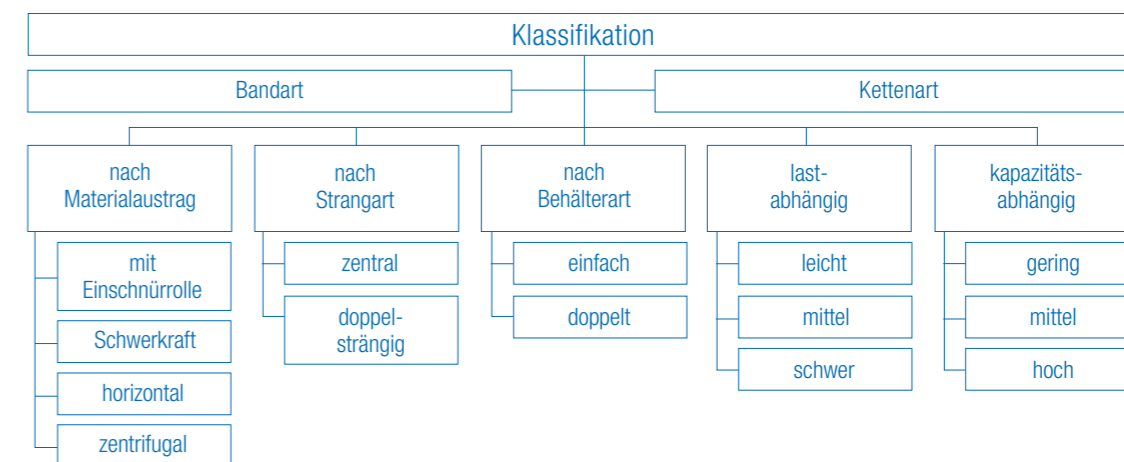 Klassifikation
Bandart
Kettenart
nach
Materialaustrag
nach
Strangart
nach
Behälterart
last-
abhängig
kapazitäts-
abhängig
mit
Einschnürrolle
Schwerkraft
horizontal
zentrifugal
zentral
doppel-
strängig
einfach
doppelt
leicht
mittel
schwer
gering
mittel
hoch